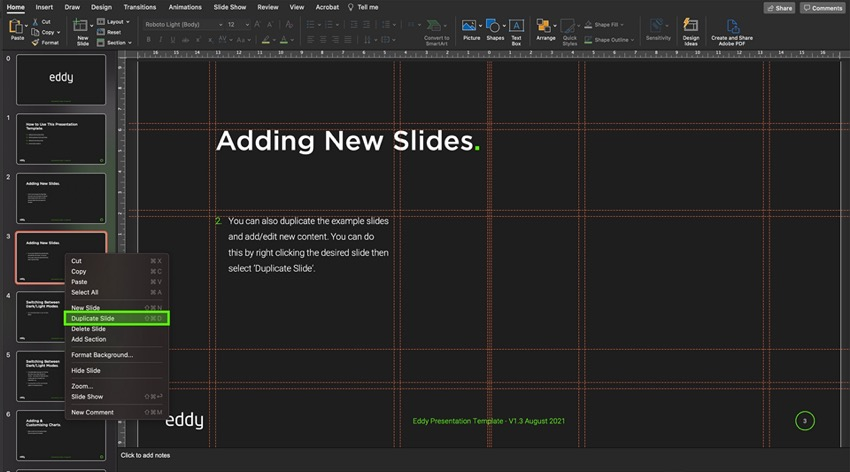 Home Insert Draw Design Transitions Animations Slide Show Review View Acrobat Tell me Share Comments
Paste Cut Copy Format New Slide Layout Reset Section Roboto Light (Body) 12 Convert to SmartArt Picture Shapes Text Box Arrange Quick Styles Shape Fill Shape Outline Sensitivity Design Ideas Create and Share Adobe PDF
0
eddy
1
How to Use This Presentation
Template.
2
Adding New Slides.
3
Adding New Slides.
4
Switching Between
Dark/Light Modes
5
Switching Between
Dark/Light Modes
6
Adding &
Customising Charts.
Cut ⌘X
Copy ⌘C
Paste ⌘V
Select All ⌘A
New Slide ⇧⌘N
Duplicate Slide ⇧⌘D
Delete Slide
Add Section
Format Background...
Hide Slide
Zoom...
Slide Show ⇧⌘↩
New Comment ⇧⌘M
Adding New Slides.
2. You can also duplicate the example slides
and add/edit new content. You can do
this by right clicking the desired slide then
select ‘Duplicate Slide’.
eddy
Eddy Presentation Template - V1.3 August 2021
3
Click to add notes